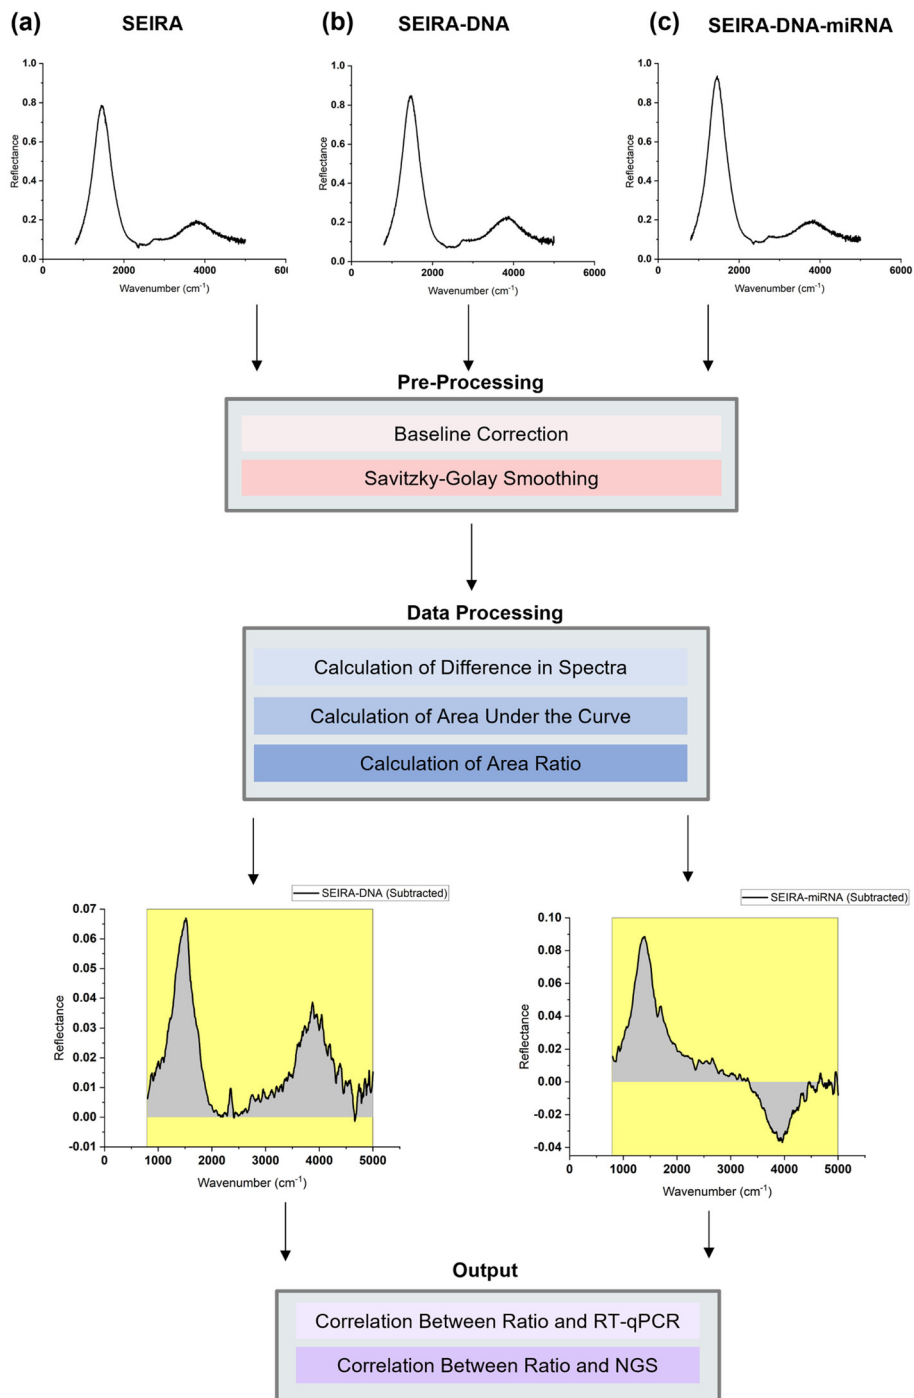 (a) SEIRA
(b) SEIRA-DNA
(c) SEIRA-DNA-miRNA
Reflectance
1.0
0.8
0.6
0.4
0.2
0.0
0 2000 4000 600
Wavenumber (cm-1)
Reflectance
1.0
0.8
0.6
0.4
0.2
0.0
0 2000 4000 6000
Wavenumber (cm-1)
Reflectance
1.0
0.8
0.6
0.4
0.2
0.0
0 2000 4000 6000
Wavenumber (cm-1)
Pre-Processing
Baseline Correction
Savitzky-Golay Smoothing
Data Processing
Calculation of Difference in Spectra
Calculation of Area Under the Curve
Calculation of Area Ratio
SEIRA-DNA (Subtracted)
Reflectance
0.07
0.06
0.05
0.04
0.03
0.02
0.01
0.00
-0.01
0 1000 2000 3000 4000 5000
Wavenumber (cm-1)
SEIRA-miRNA (Subtracted)
Reflectance
0.10
0.08
0.06
0.04
0.02
0.00
-0.02
-0.04
0 1000 2000 3000 4000 5000
Wavenumber (cm-1)
Output
Correlation Between Ratio and RT-qPCR
Correlation Between Ratio and NGS